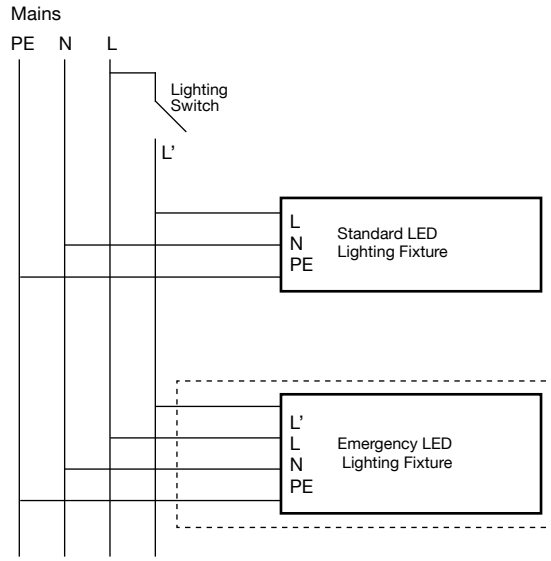 Mains
PE N L
Lighting
Switch
L’
L
N
PE
Standard LED
Lighting Fixture
L’
L
N
PE
Emergency LED
Lighting Fixture